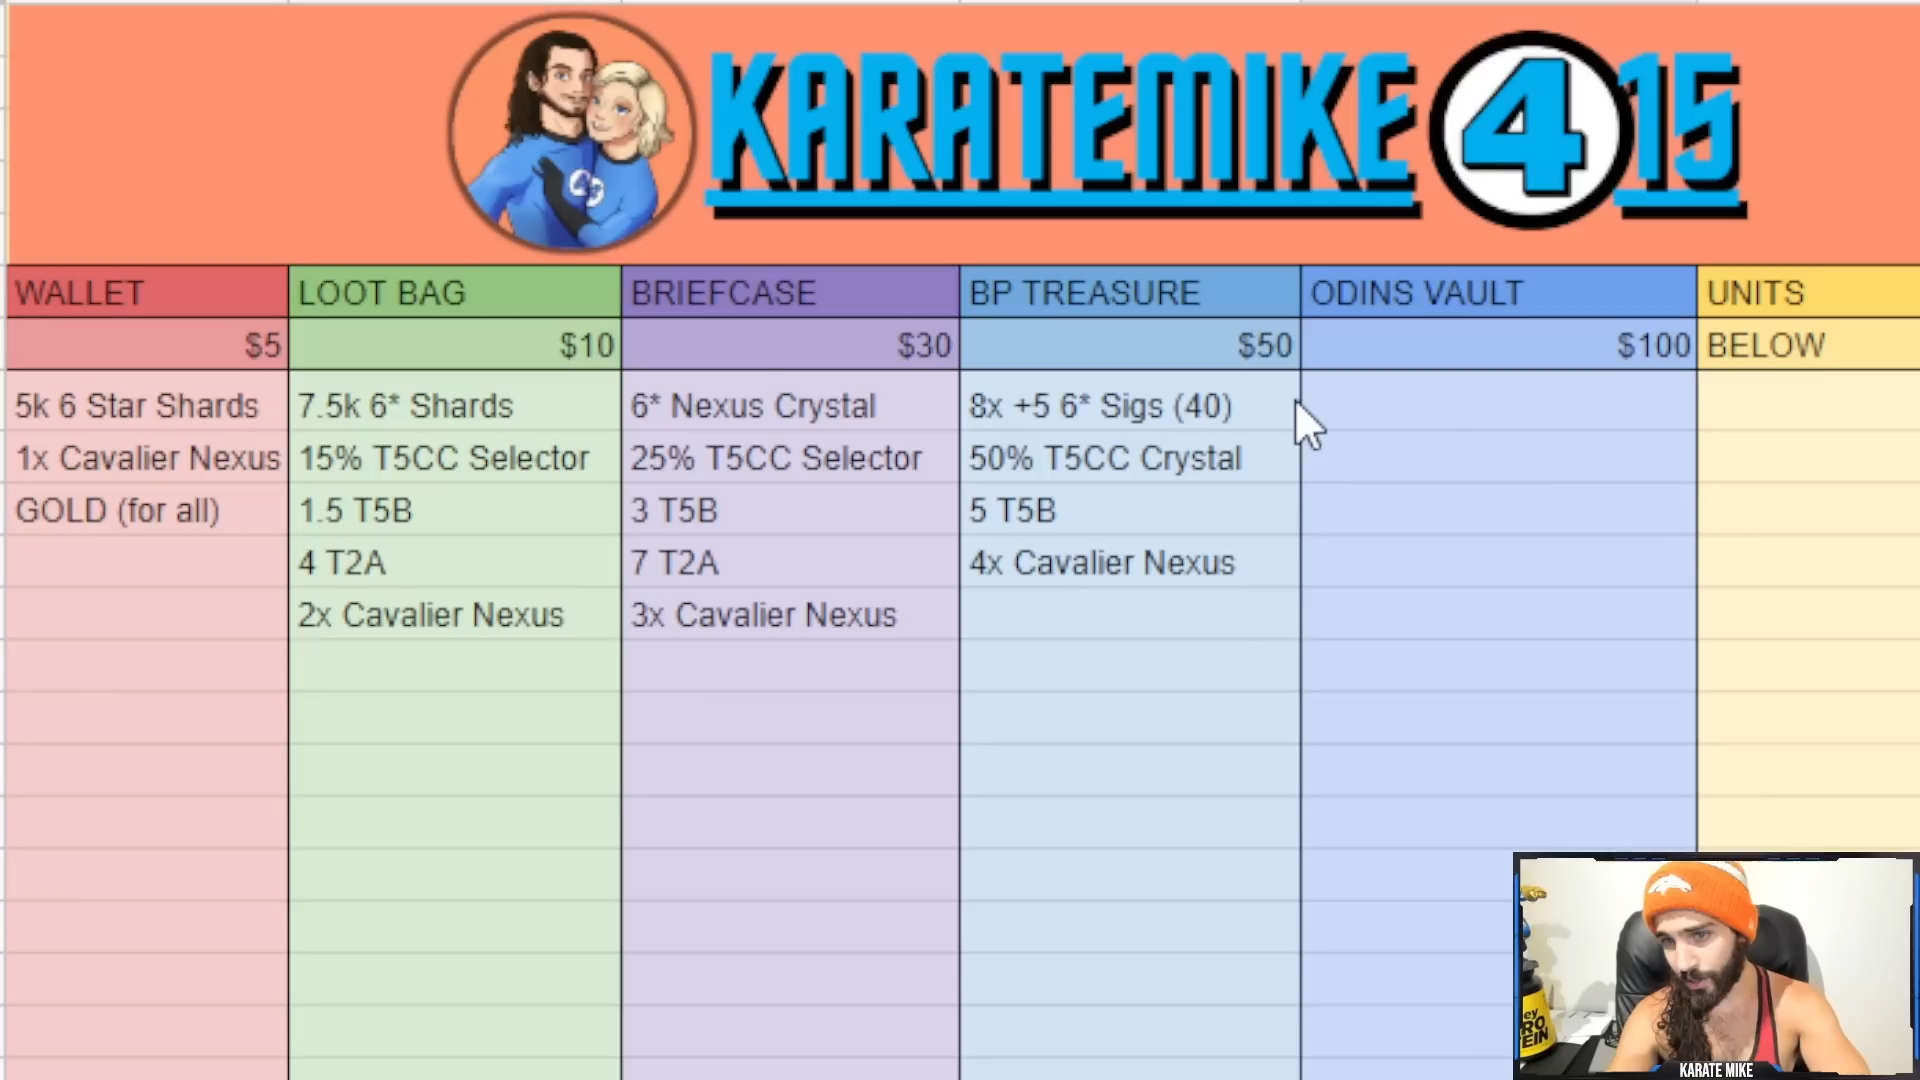 KARATEMIKE 415
WALLET
LOOT BAG
BRIEFCASE
BP TREASURE
ODINS VAULT
UNITS
$5
$10
$30
$50
$100
BELOW
5k 6 Star Shards
7.5k 6* Shards
6* Nexus Crystal
8x +5 6* Sigs (40)
1x Cavalier Nexus
15% T5CC Selector
25% T5CC Selector
50% T5CC Crystal
GOLD (for all)
1.5 T5B
3 T5B
5 T5B
4 T2A
7 T2A
4x Cavalier Nexus
2x Cavalier Nexus
3x Cavalier Nexus
KARATE MIKE